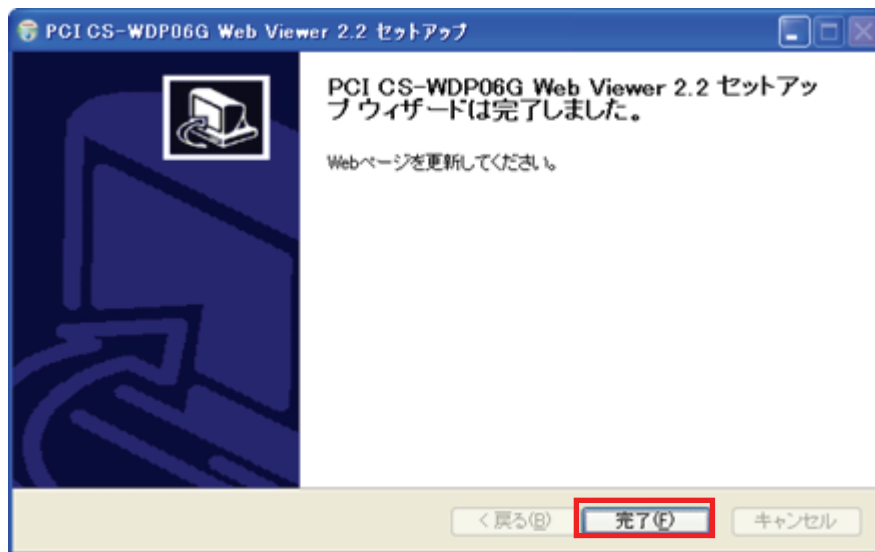 PCI CS-WDP06G Web Viewer 2.2 セットアップ
PCI CS-WDP06G Web Viewer 2.2 セットアッ
プ ウィザードは完了しました。
Webページを更新してください。
< 戻る(B)
完了(F)
キャンセル